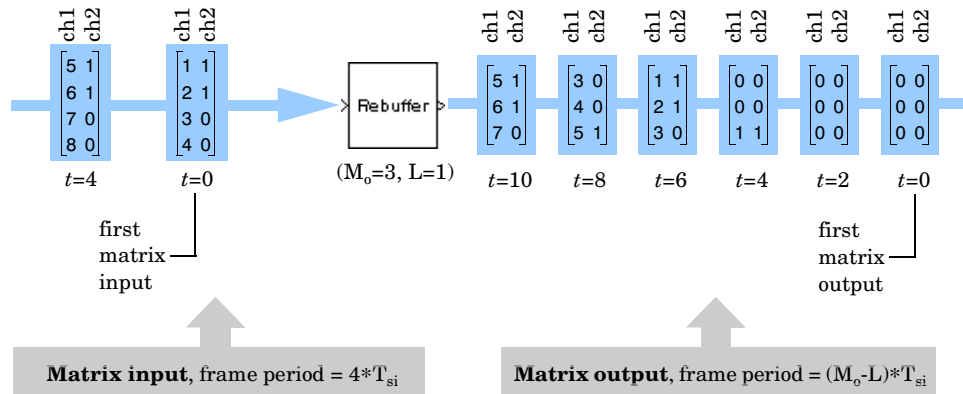 ch1 ch2 ch1 ch2 ch1 ch2 ch1 ch2 ch1 ch2 ch1 ch2 ch1 ch2 ch1 ch2
5 1 1 1 5 1 3 0 1 1 0 0 0 0 0 0
6 1 2 1 6 1 4 0 2 1 0 0 0 0 0 0
7 0 3 0 7 0 5 1 3 0 1 1 0 0 0 0
8 0 4 0
Rebuffer
(Mo=3, L=1)
t=4 t=0 t=10 t=8 t=6 t=4 t=2 t=0
first
matrix
input
first
matrix
output
Matrix input, frame period = 4*Tsi
Matrix output, frame period = (Mo-L)*Tsi